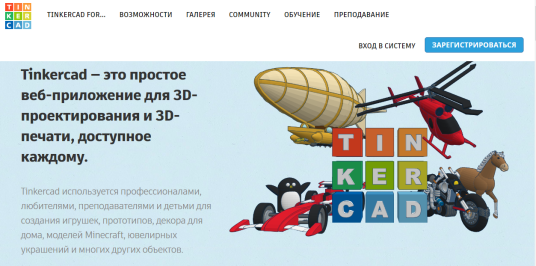 TIN
KER
CAD
TINKERCAD FOR... ВОЗМОЖНОСТИ ГАЛЕРЕЯ COMMUNITY ОБУЧЕНИЕ ПРЕПОДАВАНИЕ
ВХОД В СИСТЕМУ ЗАРЕГИСТРИРОВАТЬСЯ
Tinkercad – это простое
веб-приложение для 3D-
проектирования и 3D-
печати, доступное
каждому.
Tinkercad используется профессионалами,
любителями, преподавателями и детьми для
создания игрушек, прототипов, декора для
дома, моделей Minecraft, ювелирных
украшений и многих других объектов.
TIN
KER
CAD